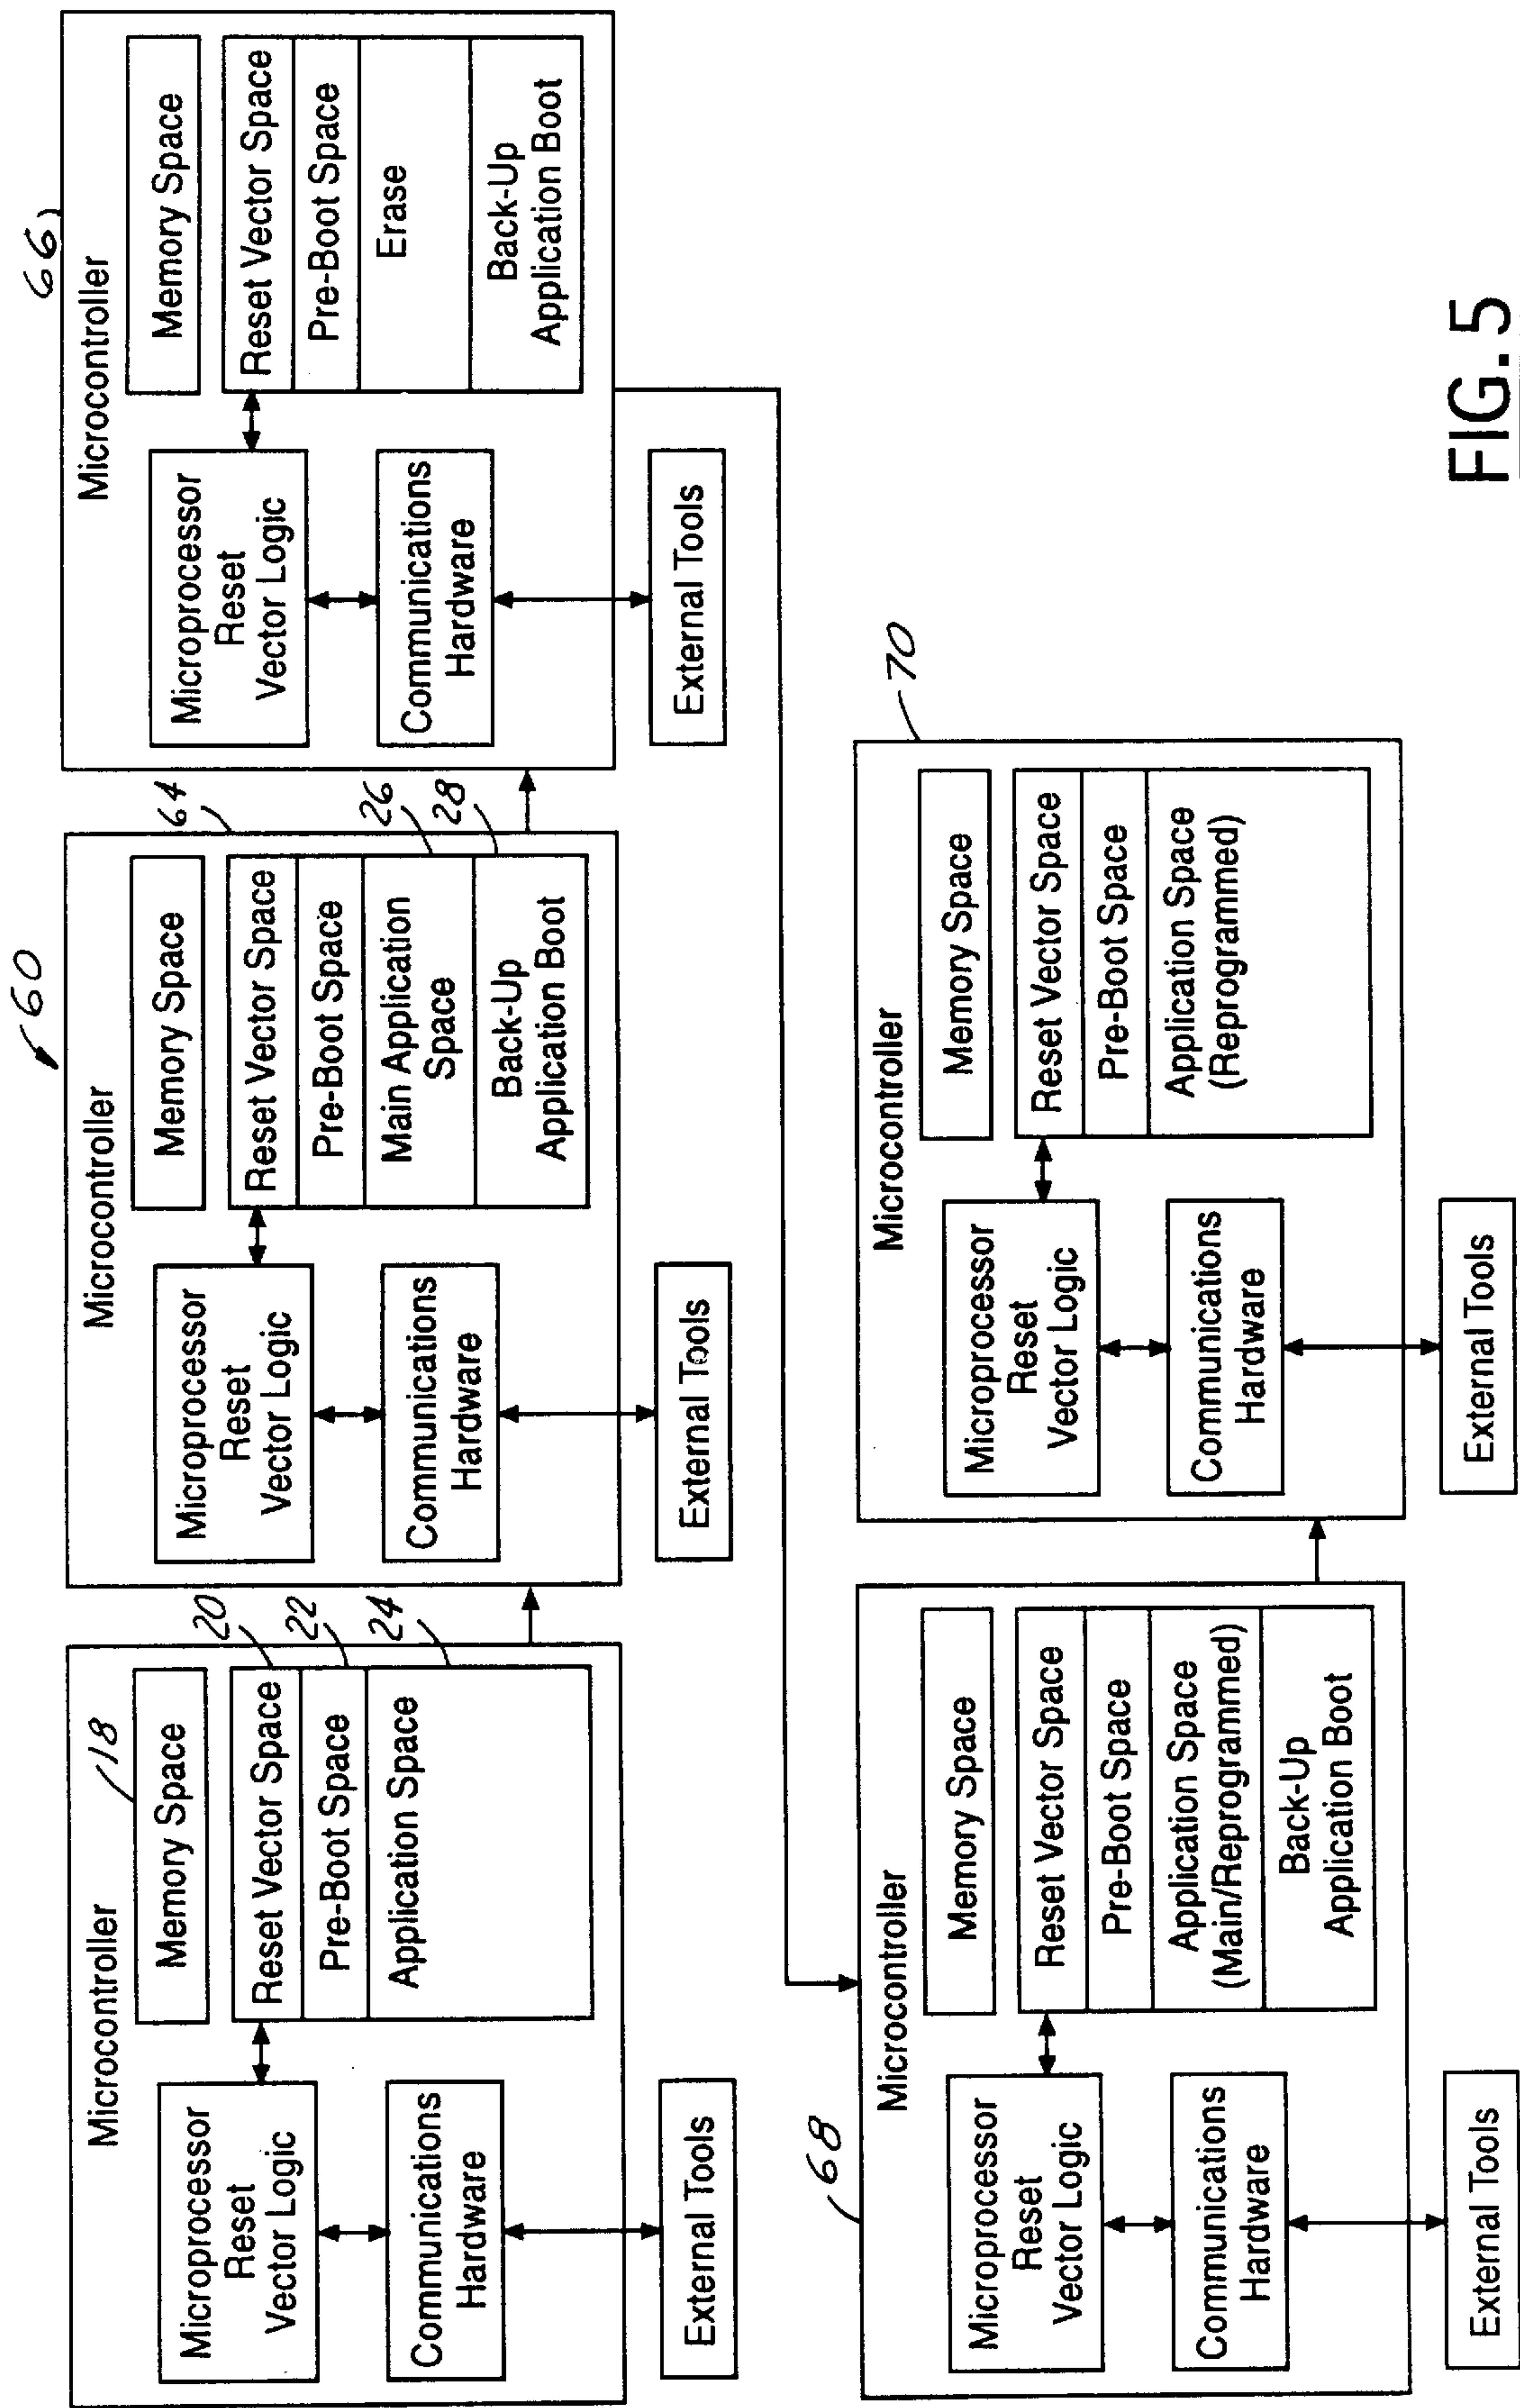 60
Microcontroller
18
Memory Space
Microprocessor
Reset
Vector Logic
20
Reset Vector Space
22
Pre-Boot Space
24
Application Space
Communications
Hardware
External Tools
64
Microcontroller
Memory Space
Microprocessor
Reset
Vector Logic
Reset Vector Space
Pre-Boot Space
26
Main Application
Space
28
Back-Up
Application Boot
Communications
Hardware
External Tools
66
Microcontroller
Memory Space
Microprocessor
Reset
Vector Logic
Reset Vector Space
Pre-Boot Space
Erase
Back-Up
Application Boot
Communications
Hardware
External Tools
68
Microcontroller
Memory Space
Microprocessor
Reset
Vector Logic
Reset Vector Space
Pre-Boot Space
Application Space
(Main/Reprogrammed)
Back-Up
Application Boot
Communications
Hardware
External Tools
70
Microcontroller
Memory Space
Microprocessor
Reset
Vector Logic
Reset Vector Space
Pre-Boot Space
Application Space
(Reprogrammed)
Communications
Hardware
External Tools
FIG. 5